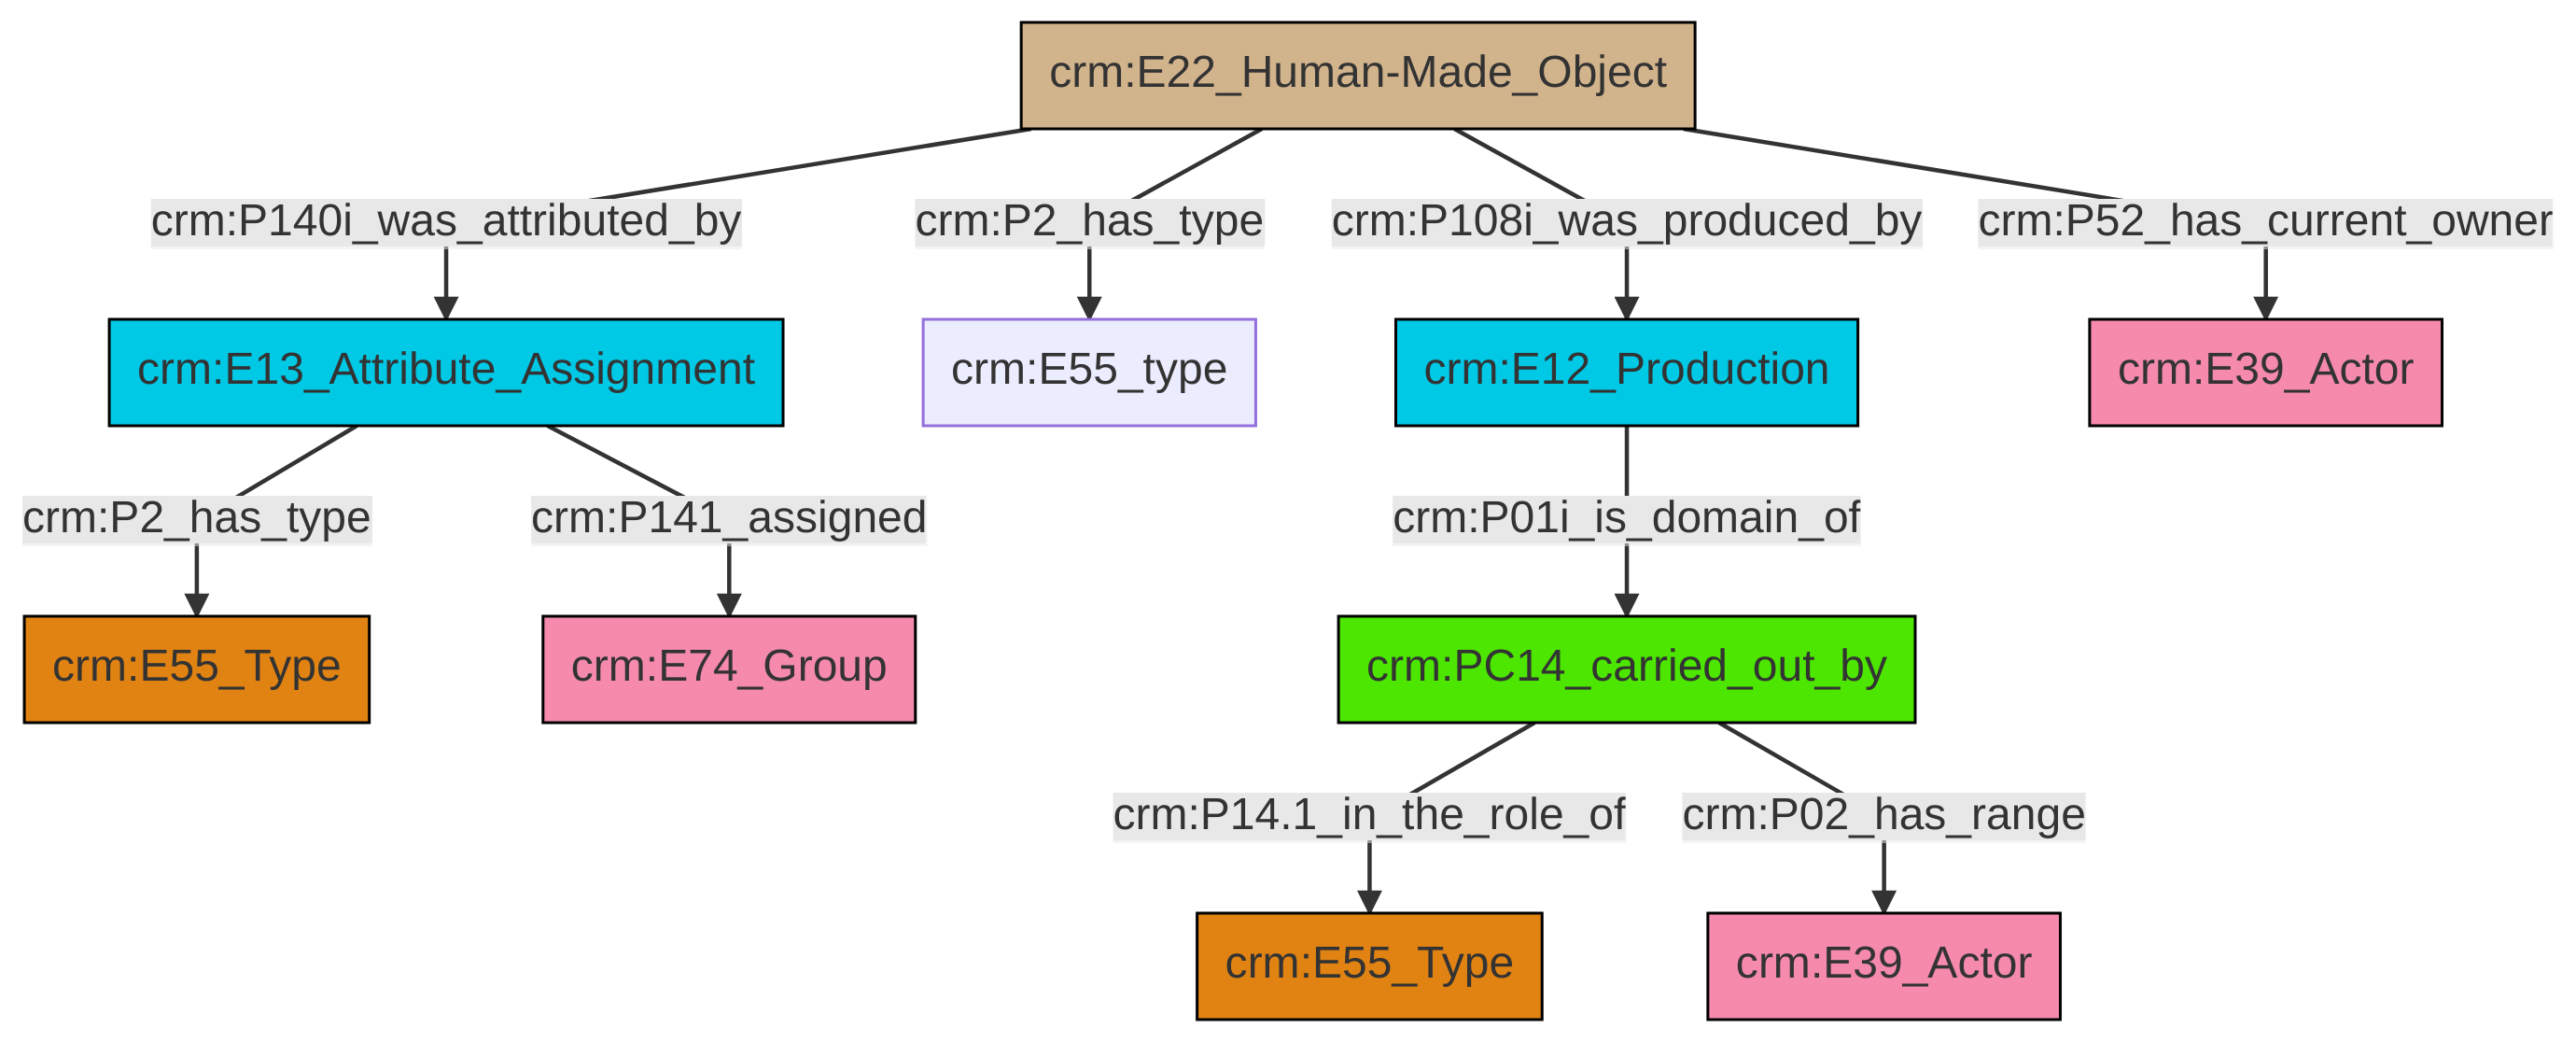 crm:E22_Human-Made_Object
crm:P140i_was_attributed_by
crm:P2_has_type
crm:P108i_was_produced_by
crm:P52_has_current_owner
crm:E13_Attribute_Assignment
crm:E55_type
crm:E12_Production
crm:E39_Actor
crm:P2_has_type
crm:P141_assigned
crm:P01i_is_domain_of
crm:E55_Type
crm:E74_Group
crm:PC14_carried_out_by
crm:P14.1_in_the_role_of
crm:P02_has_range
crm:E55_Type
crm:E39_Actor